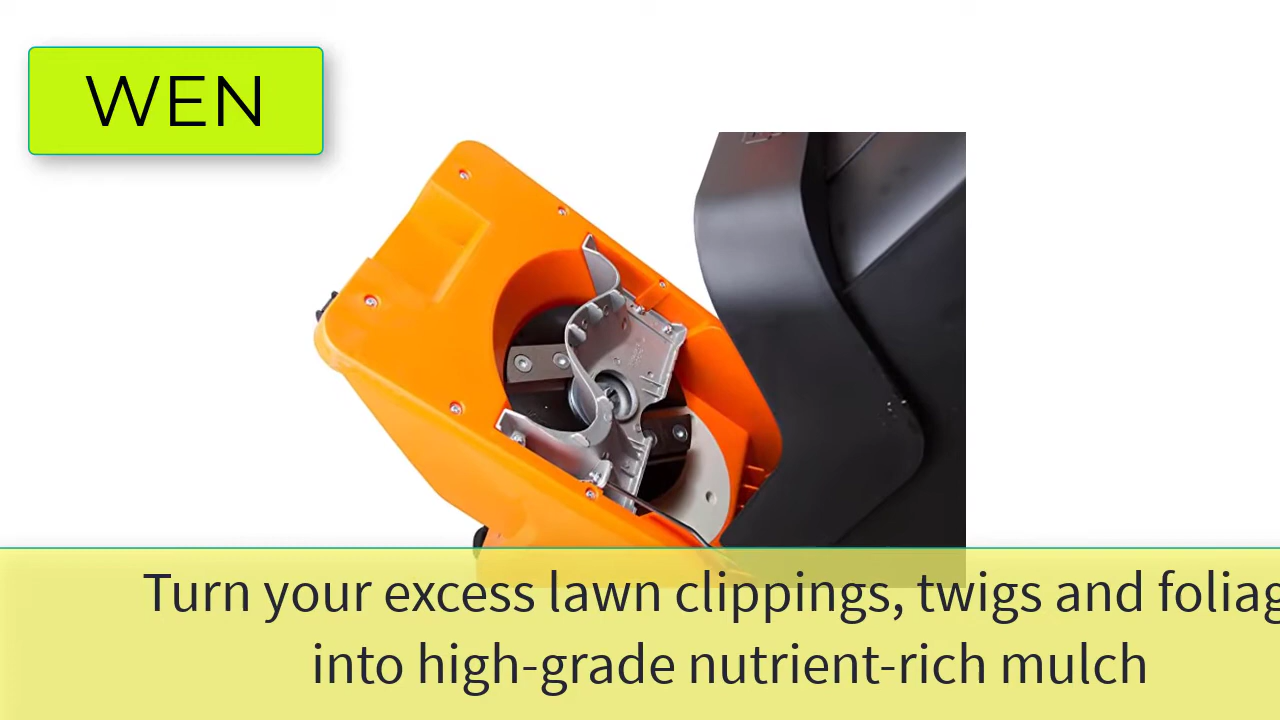 WEN
Turn your excess lawn clippings, twigs and foliag
into high-grade nutrient-rich mulch